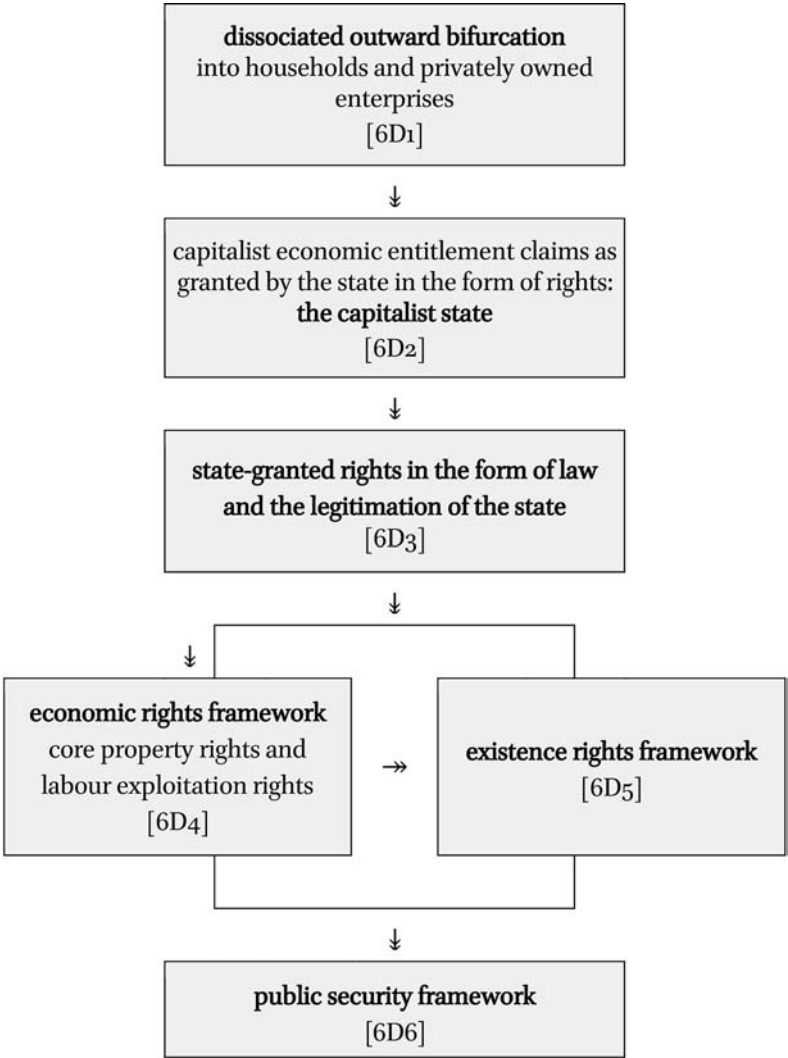 dissociated outward bifurcation
into households and privately owned
enterprises
[6D1]
↡
capitalist economic entitlement claims as
granted by the state in the form of rights:
the capitalist state
[6D2]
↡
state-granted rights in the form of law
and the legitimation of the state
[6D3]
↡
↡
economic rights framework
core property rights and
labour exploitation rights
[6D4]
↠
existence rights framework
[6D5]
↡
public security framework
[6D6]